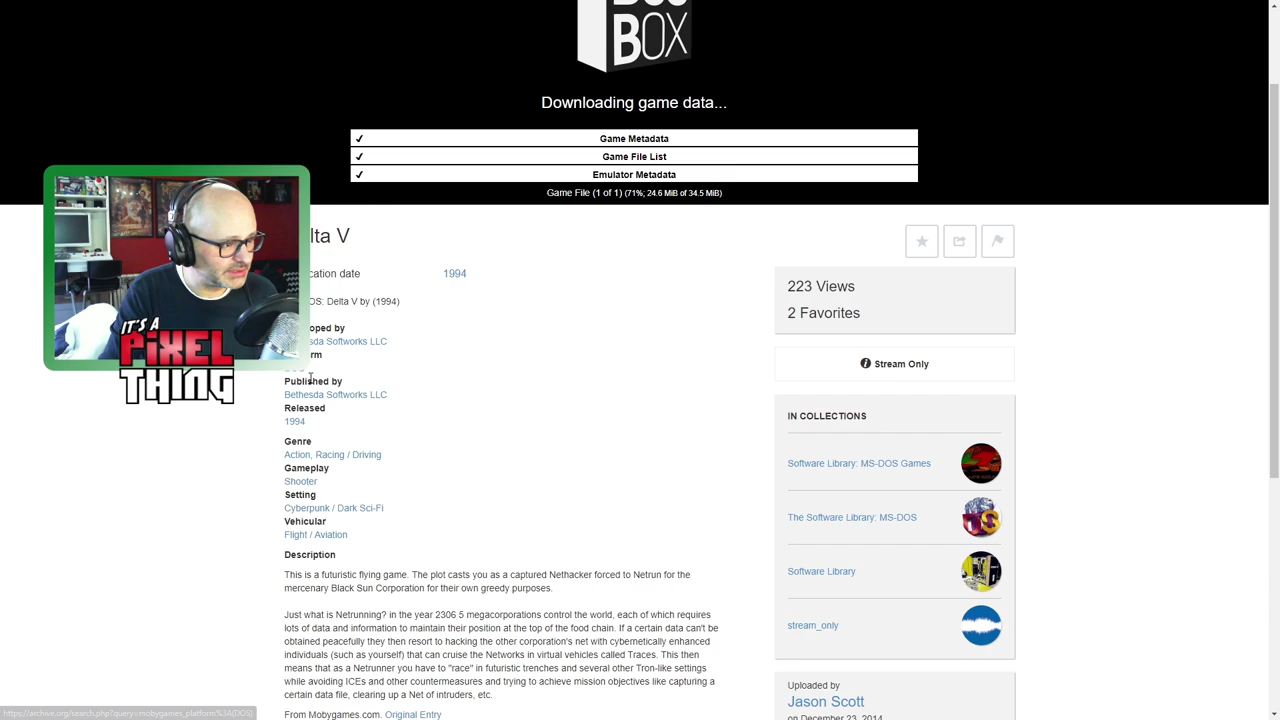 BOX
Downloading game data...
✔ Game Metadata
✔ Game File List
✔ Emulator Metadata
Game File (1 of 1) (71%; 24.6 MiB of 34.5 MiB)
lta V
cation date 1994
OS: Delta V by (1994)
oped by
sda Softworks LLC
rm
Published by
Bethesda Softworks LLC
Released
1994
Genre
Action, Racing / Driving
Gameplay
Shooter
Setting
Cyberpunk / Dark Sci-Fi
Vehicular
Flight / Aviation
Description
This is a futuristic flying game. The plot casts you as a captured Nethacker forced to Netrun for the
mercenary Black Sun Corporation for their own greedy purposes.
Just what is Netrunning? in the year 2306 5 megacorporations control the world, each of which requires
lots of data and information to maintain their position at the top of the food chain. If a certain data can't be
obtained peacefully they then resort to hacking the other corporation's net with cybernetically enhanced
individuals (such as yourself) that can cruise the Networks in virtual vehicles called Traces. This then
means that as a Netrunner you have to "race" in futuristic trenches and several other Tron-like settings
while avoiding ICEs and other countermeasures and trying to achieve mission objectives like capturing a
certain data file, clearing up a Net of intruders, etc.
From Mobygames.com. Original Entry
223 Views
2 Favorites
Stream Only
IN COLLECTIONS
Software Library: MS-DOS Games
The Software Library: MS-DOS
Software Library
stream_only
Uploaded by
Jason Scott
on December 23, 2014
IT'S A
PiXEL
THING
https://archive.org/search.php?query=mobygames_platform%3A(DOS)